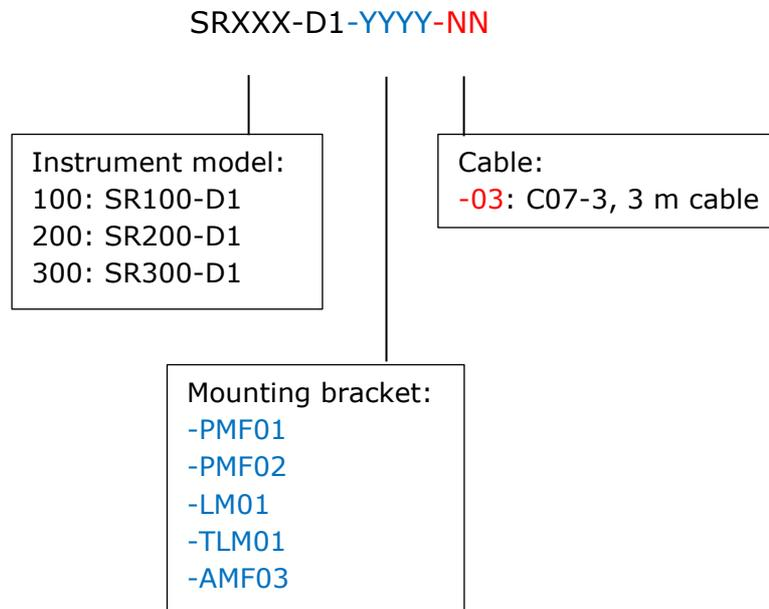 SRXXX-D1-YYYY-NN
Instrument model:
100: SR100-D1
200: SR200-D1
300: SR300-D1
Cable:
-03: C07-3, 3 m cable
Mounting bracket:
-PMF01
-PMF02
-LM01
-TLM01
-AMF03